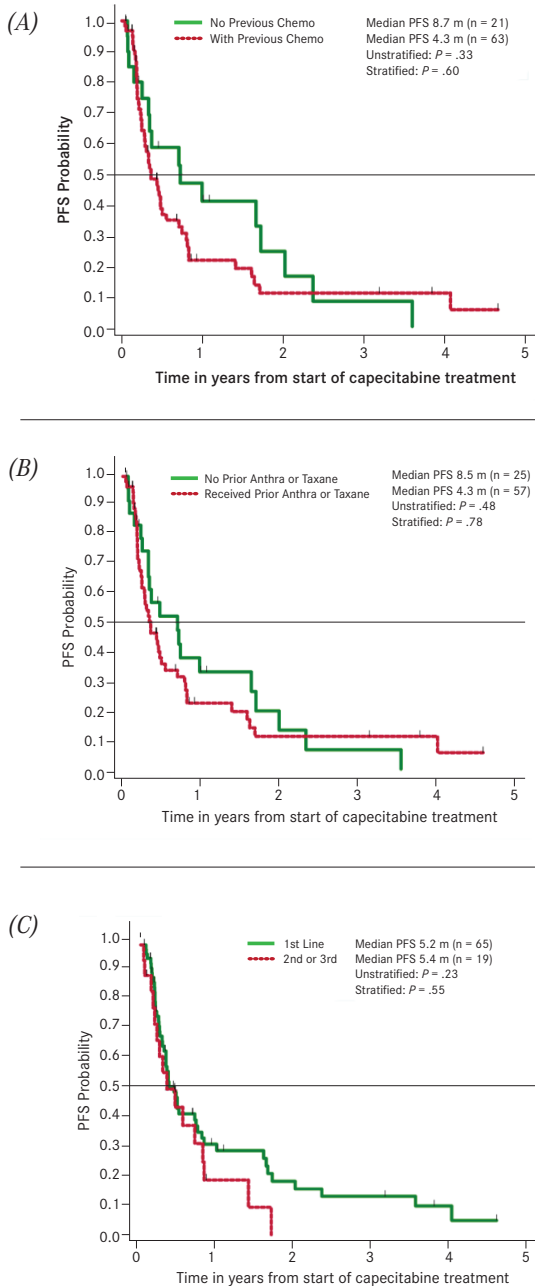 (A)
No Previous Chemo
With Previous Chemo
Median PFS 8.7 m (n = 21)
Median PFS 4.3 m (n = 63)
Unstratified: P = .33
Stratified: P = .60
PFS Probability
1.0
0.9
0.8
0.7
0.6
0.5
0.4
0.3
0.2
0.1
0.0
0 1 2 3 4 5
Time in years from start of capecitabine treatment
(B)
No Prior Anthra or Taxane
Received Prior Anthra or Taxane
Median PFS 8.5 m (n = 25)
Median PFS 4.3 m (n = 57)
Unstratified: P = .48
Stratified: P = .78
PFS Probability
1.0
0.9
0.8
0.7
0.6
0.5
0.4
0.3
0.2
0.1
0.0
0 1 2 3 4 5
Time in years from start of capecitabine treatment
(C)
1st Line
2nd or 3rd
Median PFS 5.2 m (n = 65)
Median PFS 5.4 m (n = 19)
Unstratified: P = .23
Stratified: P = .55
PFS Probability
1.0
0.9
0.8
0.7
0.6
0.5
0.4
0.3
0.2
0.1
0.0
0 1 2 3 4 5
Time in years from start of capecitabine treatment